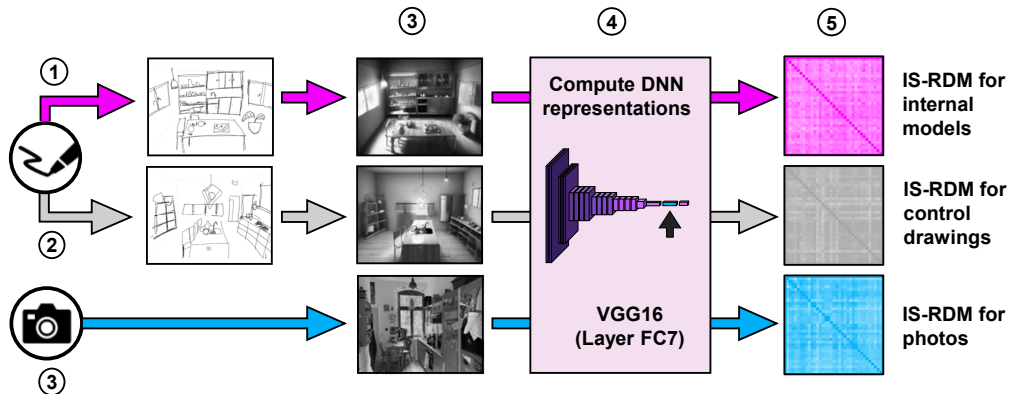 ③
④
⑤
①
Compute DNN
representations
IS-RDM for
internal
models
②
IS-RDM for
control
drawings
VGG16
(Layer FC7)
IS-RDM for
photos
③